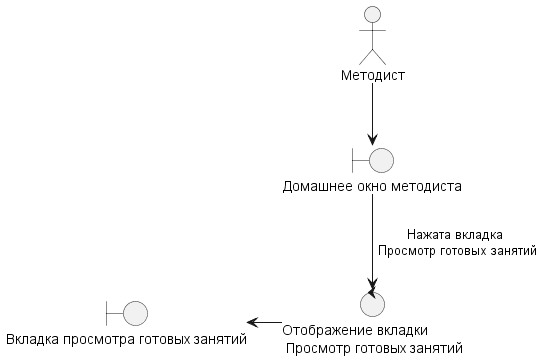 Методист
Домашнее окно методиста
Нажата вкладка
Просмотр готовых занятий
Вкладка просмотра готовых занятий
Отображение вкладки
Просмотр готовых занятий